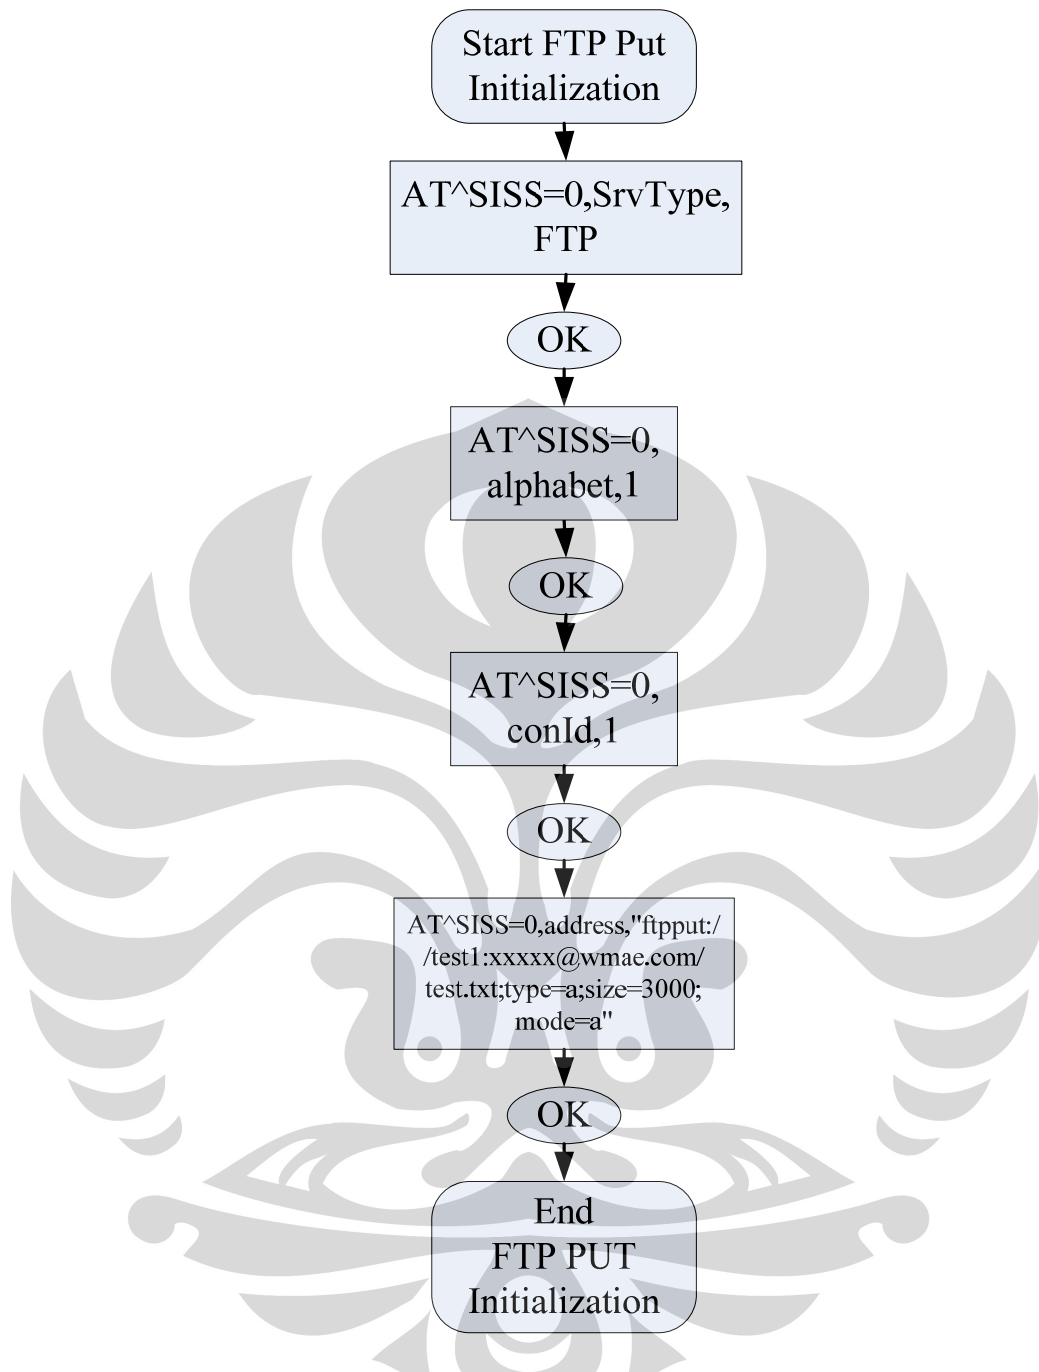 Start FTP Put
Initialization
AT^SISS=0,SrvType,
FTP
OK
AT^SISS=0,
alphabet,1
OK
AT^SISS=0,
conId,1
OK
AT^SISS=0,address,"ftpput:/
/test1:xxxxx@wmae.com/
test.txt;type=a;size=3000;
mode=a"
OK
End
FTP PUT
Initialization